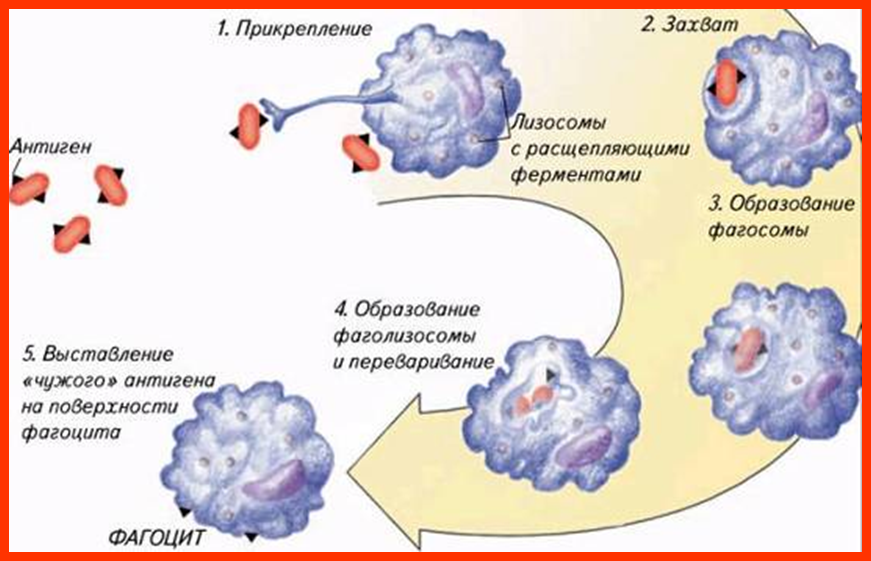 1. Прикрепление
2. Захват
Антиген
Лизосомы
с расщепляющими
ферментами
3. Образование
фагосомы
4. Образование
фаголизосомы
и переваривание
5. Выставление
«чужого» антигена
на поверхности
фагоцита
ФАГОЦИТ